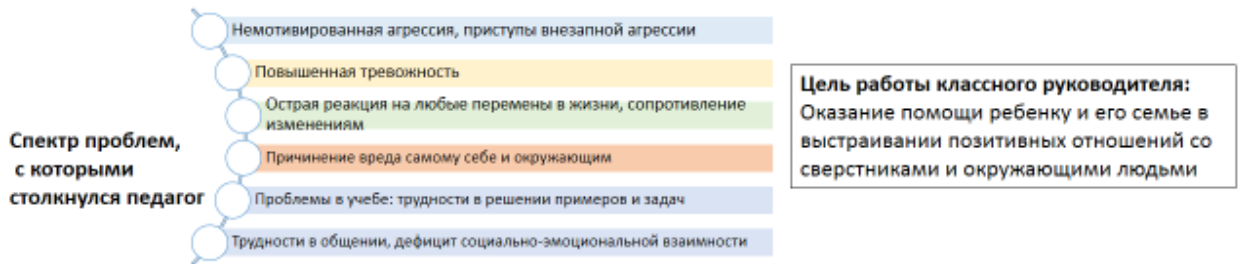 Спектр проблем,
с которыми
столкнулся педагог
Немотивированная агрессия, приступы внезапной агрессии
Повышенная тревожность
Острая реакция на любые перемены в жизни, сопротивление
изменениям
Причинение вреда самому себе и окружающим
Проблемы в учебе: трудности в решении примеров и задач
Трудности в общении, дефицит социально-эмоциональной взаимности
Цель работы классного руководителя:
Оказание помощи ребенку и его семье в
выстраивании позитивных отношений со
сверстниками и окружающими людьми